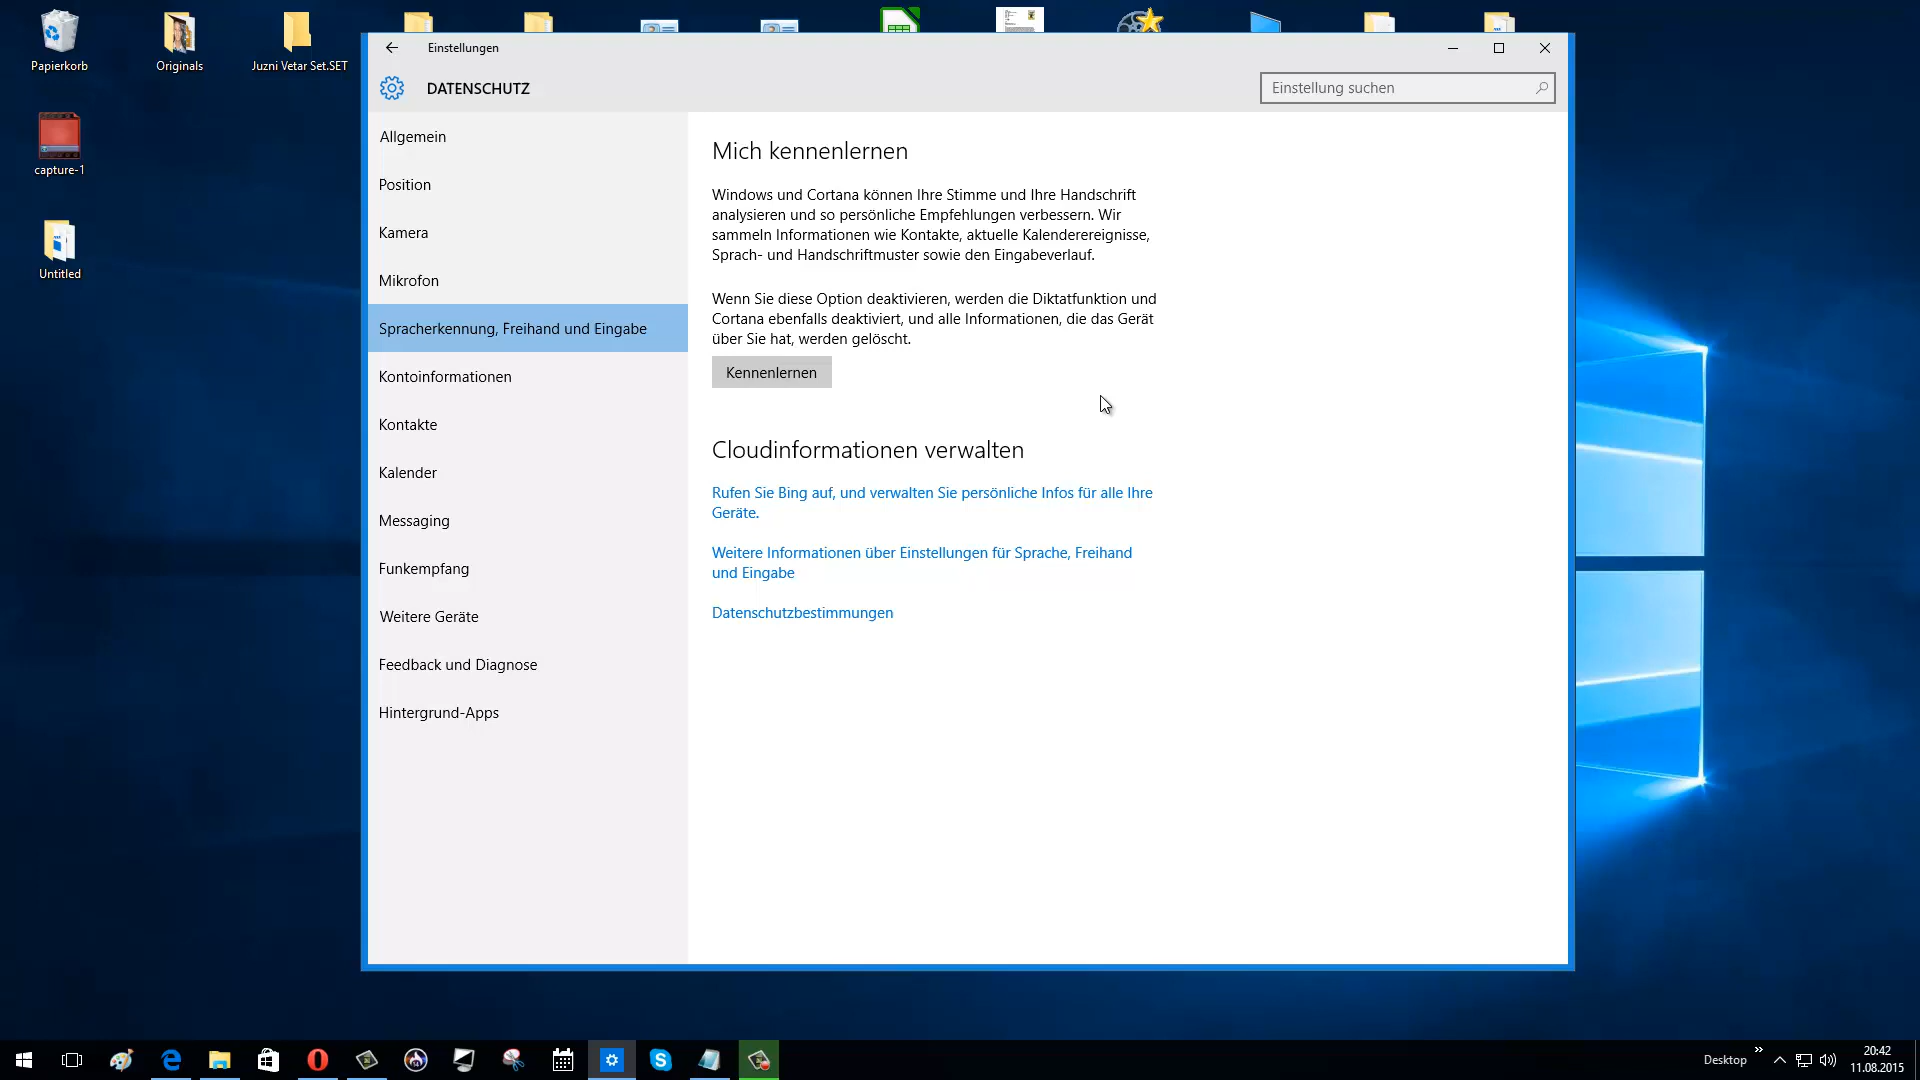 Papierkorb
Originals
Juzni Vetar Set.SET
capture-1
Untitled
Einstellungen
DATENSCHUTZ
Einstellung suchen
Allgemein
Position
Kamera
Mikrofon
Spracherkennung, Freihand und Eingabe
Kontoinformationen
Kontakte
Kalender
Messaging
Funkempfang
Weitere Geräte
Feedback und Diagnose
Hintergrund-Apps
Mich kennenlernen
Windows und Cortana können Ihre Stimme und Ihre Handschrift
analysieren und so persönliche Empfehlungen verbessern. Wir
sammeln Informationen wie Kontakte, aktuelle Kalenderereignisse,
Sprach- und Handschriftmuster sowie den Eingabeverlauf.
Wenn Sie diese Option deaktivieren, werden die Diktatfunktion und
Cortana ebenfalls deaktiviert, und alle Informationen, die das Gerät
über Sie hat, werden gelöscht.
Kennenlernen
Cloudinformationen verwalten
Rufen Sie Bing auf, und verwalten Sie persönliche Infos für alle Ihre
Geräte.
Weitere Informationen über Einstellungen für Sprache, Freihand
und Eingabe
Datenschutzbestimmungen
Desktop
20:42
11.08.2015